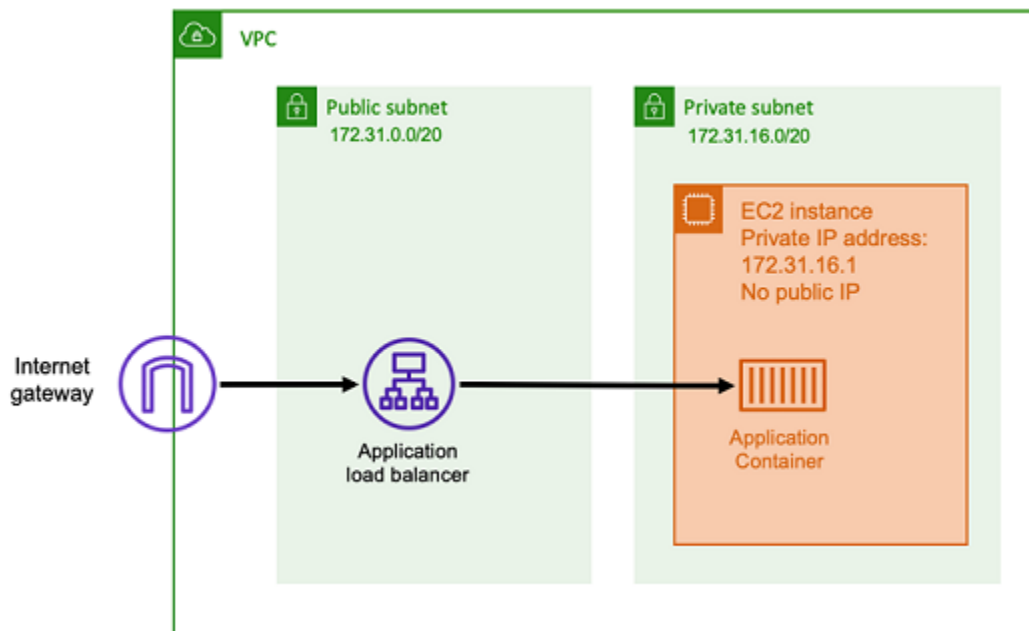 VPC
Public subnet
172.31.0.0/20
Private subnet
172.31.16.0/20
EC2 instance
Private IP address:
172.31.16.1
No public IP
Internet
gateway
Application
load balancer
Application
Container